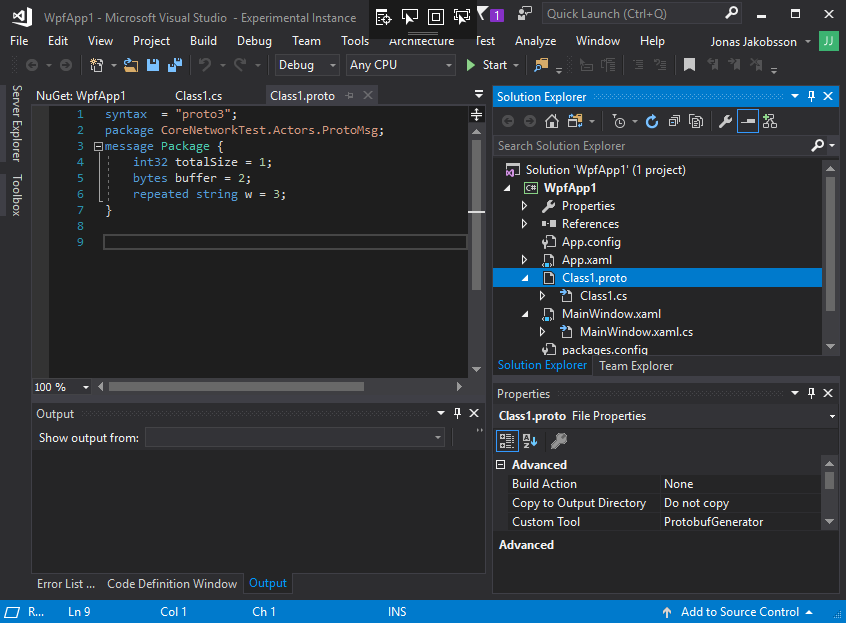 WpfApp1 - Microsoft Visual Studio - Experimental Instance
1
Quick Launch (Ctrl+Q)
File Edit View Project Build Debug Team Tools Architecture Test Analyze Window Help Jonas Jakobsson JJ
Debug Any CPU Start
Server Explorer
Toolbox
NuGet: WpfApp1 Class1.cs Class1.proto
1 syntax = "proto3";
2 package CoreNetworkTest.Actors.ProtoMsg;
3 message Package {
4 int32 totalSize = 1;
5 bytes buffer = 2;
6 repeated string w = 3;
7 }
8
9
100 %
Output
Show output from:
Error List ... Code Definition Window Output
Solution Explorer
Search Solution Explorer
Solution 'WpfApp1' (1 project)
C# WpfApp1
Properties
References
App.config
App.xaml
Class1.proto
Class1.cs
MainWindow.xaml
MainWindow.xaml.cs
packages.config
Solution Explorer Team Explorer
Properties
Class1.proto File Properties
Advanced
Build Action None
Copy to Output Directory Do not copy
Custom Tool ProtobufGenerator
Advanced
R... Ln 9 Col 1 Ch 1 INS Add to Source Control